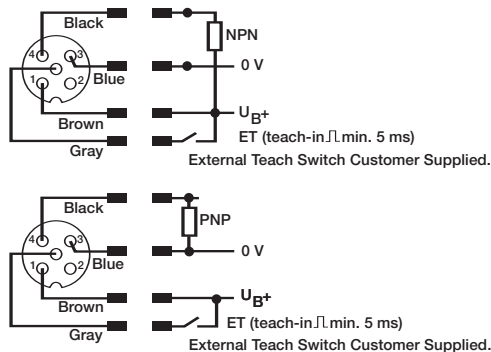 Black
NPN
4 3
0 V
1 2
Blue
Brown
UB+
ET (teach-in⎍min. 5 ms)
Gray
External Teach Switch Customer Supplied.
Black
PNP
4 3
0 V
1 2
Blue
Brown
UB+
ET (teach-in⎍min. 5 ms)
Gray
External Teach Switch Customer Supplied.